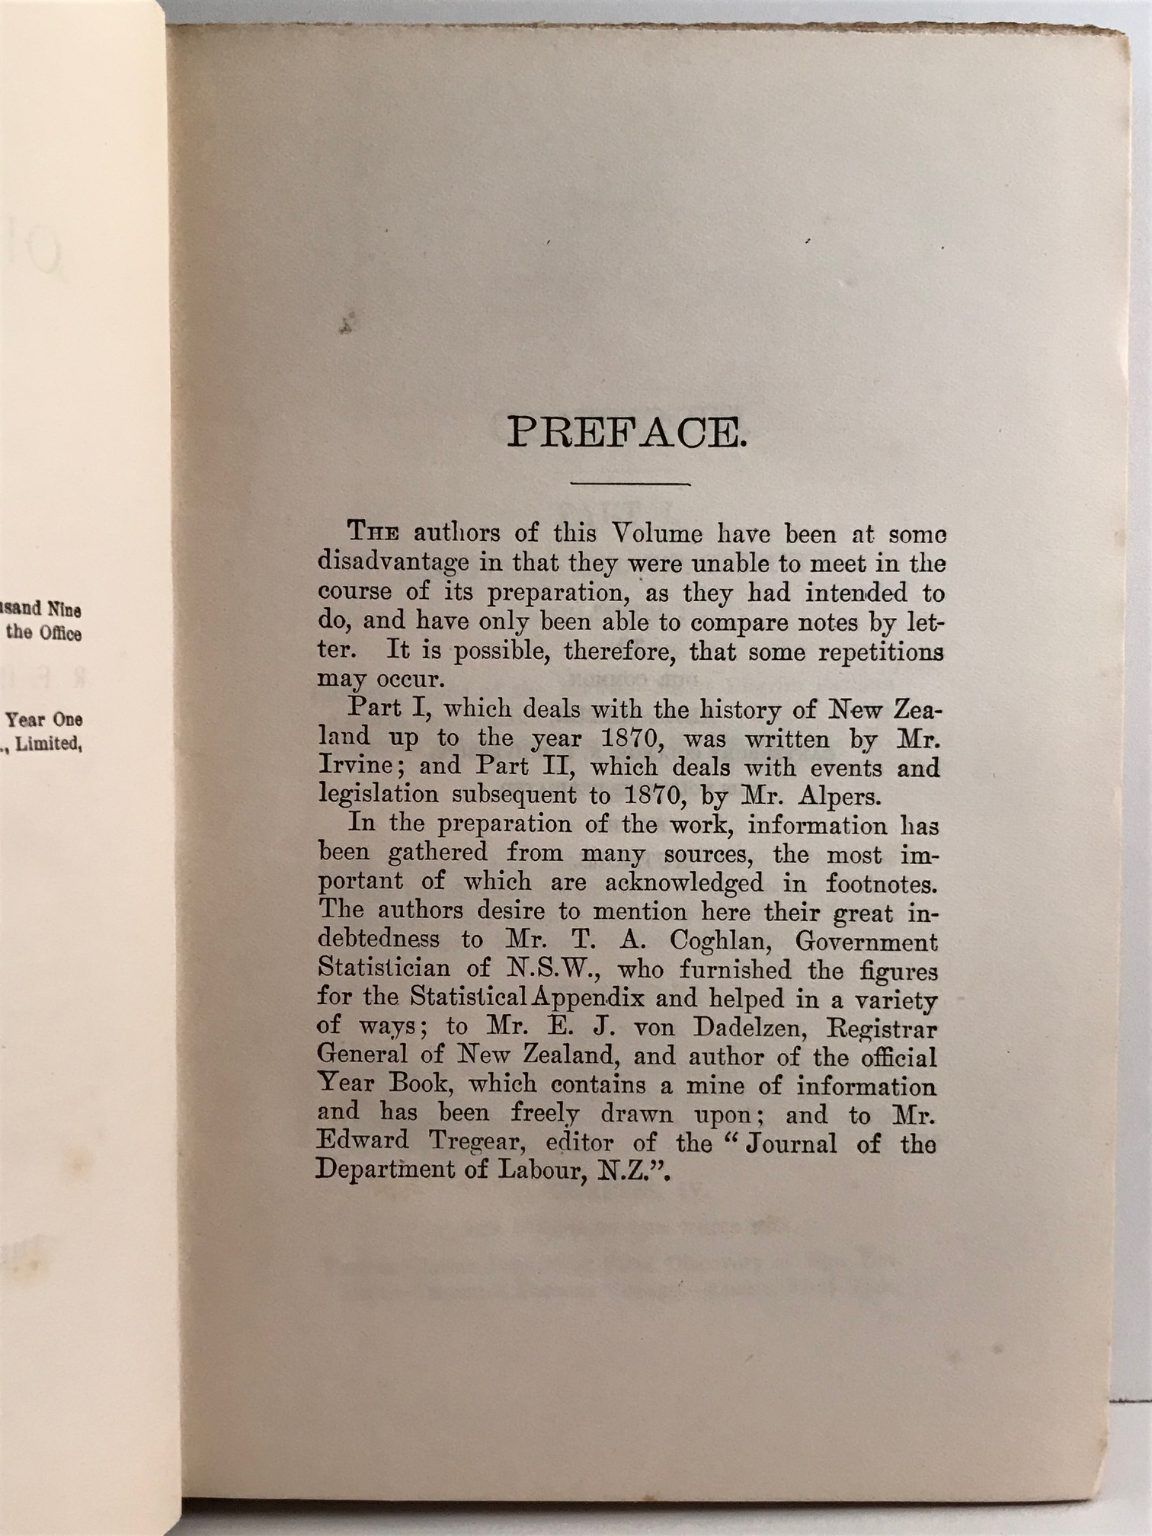 usand Nine
the Office
Year One
., Limited,
PREFACE.
THE authors of this Volume have been at some
disadvantage in that they were unable to meet in the
course of its preparation, as they had intended to
do, and have only been able to compare notes by let-
ter. It is possible, therefore, that some repetitions
may occur.
Part I, which deals with the history of New Zea-
land up to the year 1870, was written by Mr.
Irvine; and Part II, which deals with events and
legislation subsequent to 1870, by Mr. Alpers.
In the preparation of the work, information has
been gathered from many sources, the most im-
portant of which are acknowledged in footnotes.
The authors desire to mention here their great in-
debtedness to Mr. T. A. Coghlan, Government
Statistician of N.S.W., who furnished the figures
for the Statistical Appendix and helped in a variety
of ways; to Mr. E. J. von Dadelzen, Registrar
General of New Zealand, and author of the official
Year Book, which contains a mine of information
and has been freely drawn upon; and to Mr.
Edward Tregear, editor of the “Journal of the
Department of Labour, N.Z.”.